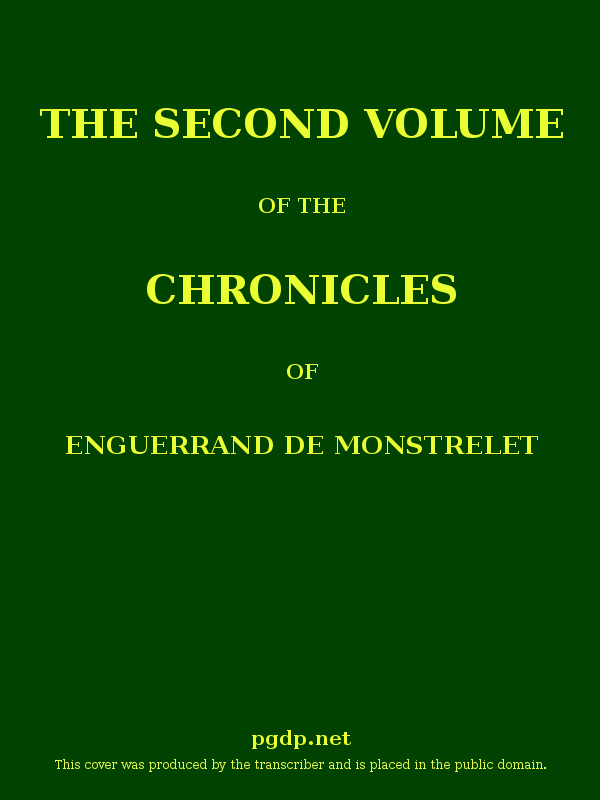 THE SECOND VOLUME
OF THE
CHRONICLES
OF
ENGUERRAND DE MONSTRELET
pgdp.net
This cover was produced by the transcriber and is placed in the public domain.